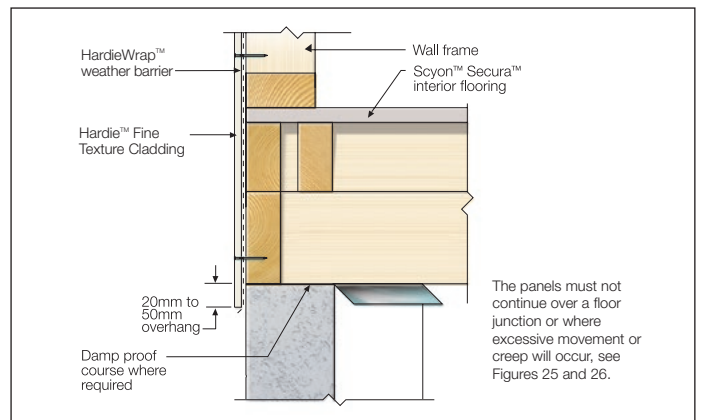 HardieWrap™
weather barrier
Wall frame
Scyon™ Secura™
interior flooring
Hardie™ Fine
Texture Cladding
20mm to
50mm
overhang
Damp proof
course where
required
The panels must not
continue over a floor
junction or where
excessive movement or
creep will occur, see
Figures 25 and 26.